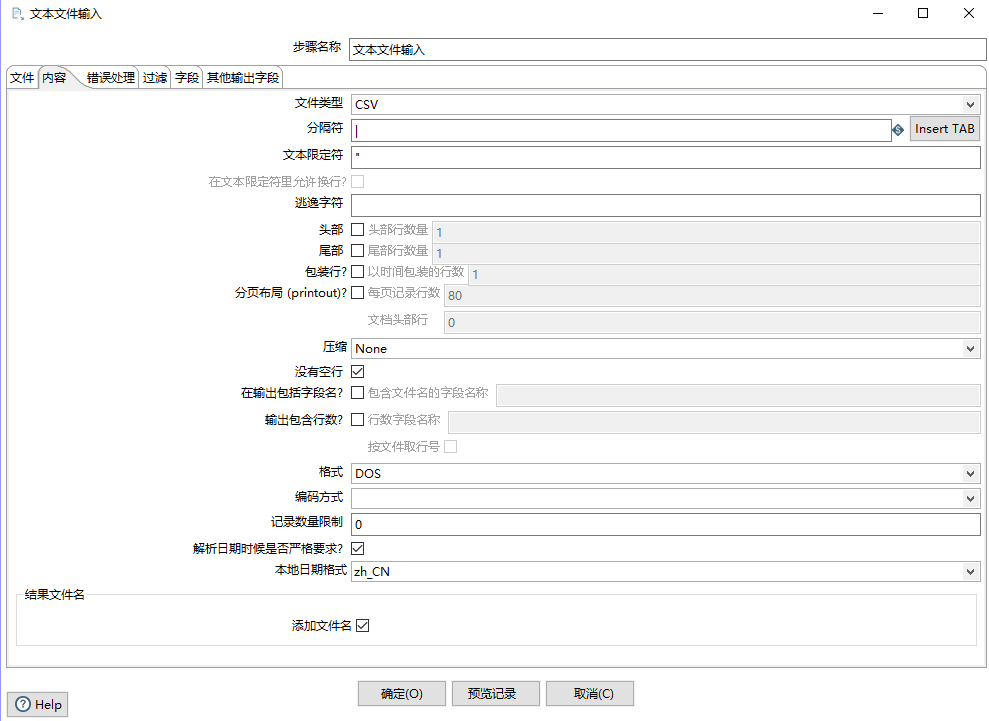 文本文件输入
步骤名称 文本文件输入
文件 内容 错误处理 过滤 字段 其他输出字段
文件类型 CSV
分隔符 | Insert TAB
文本限定符 "
在文本限定符里允许换行?
逃逸字符
头部 头部行数量 1
尾部 尾部行数量 1
包装行? 以时间包装的行数 1
分页布局 (printout)? 每页记录行数 80
文档头部行 0
压缩 None
没有空行
在输出包括字段名? 包含文件名的字段名称
输出包含行数? 行数字段名称
按文件取行号
格式 DOS
编码方式
记录数量限制 0
解析日期时候是否严格要求?
本地日期格式 zh_CN
结果文件名
添加文件名
Help 确定(O) 预览记录 取消(C)